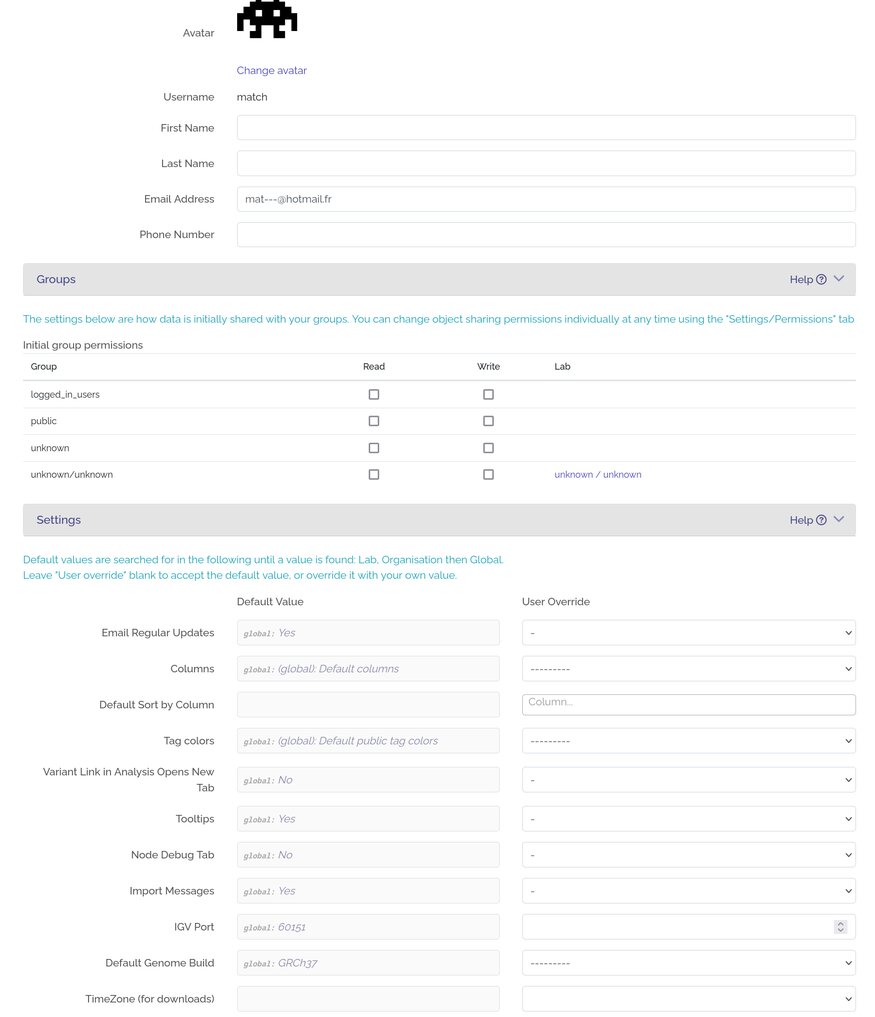 Avatar
Change avatar
Username match
First Name
Last Name
Email Address mat---@hotmail.fr
Phone Number
Groups Help
The settings below are how data is initially shared with your groups. You can change object sharing permissions individually at any time using the "Settings/Permissions" tab
Initial group permissions
Group Read Write Lab
logged_in_users
public
unknown
unknown/unknown unknown / unknown
Settings Help
Default values are searched for in the following until a value is found: Lab, Organisation then Global.
Leave "User override" blank to accept the default value, or override it with your own value.
Default Value User Override
Email Regular Updates global: Yes -
Columns global: (global): Default columns ---------
Default Sort by Column Column...
Tag colors global: (global): Default public tag colors ---------
Variant Link in Analysis Opens New
Tab global: No -
Tooltips global: Yes -
Node Debug Tab global: No -
Import Messages global: Yes -
IGV Port global: 60151
Default Genome Build global: GRCh37 ---------
TimeZone (for downloads)